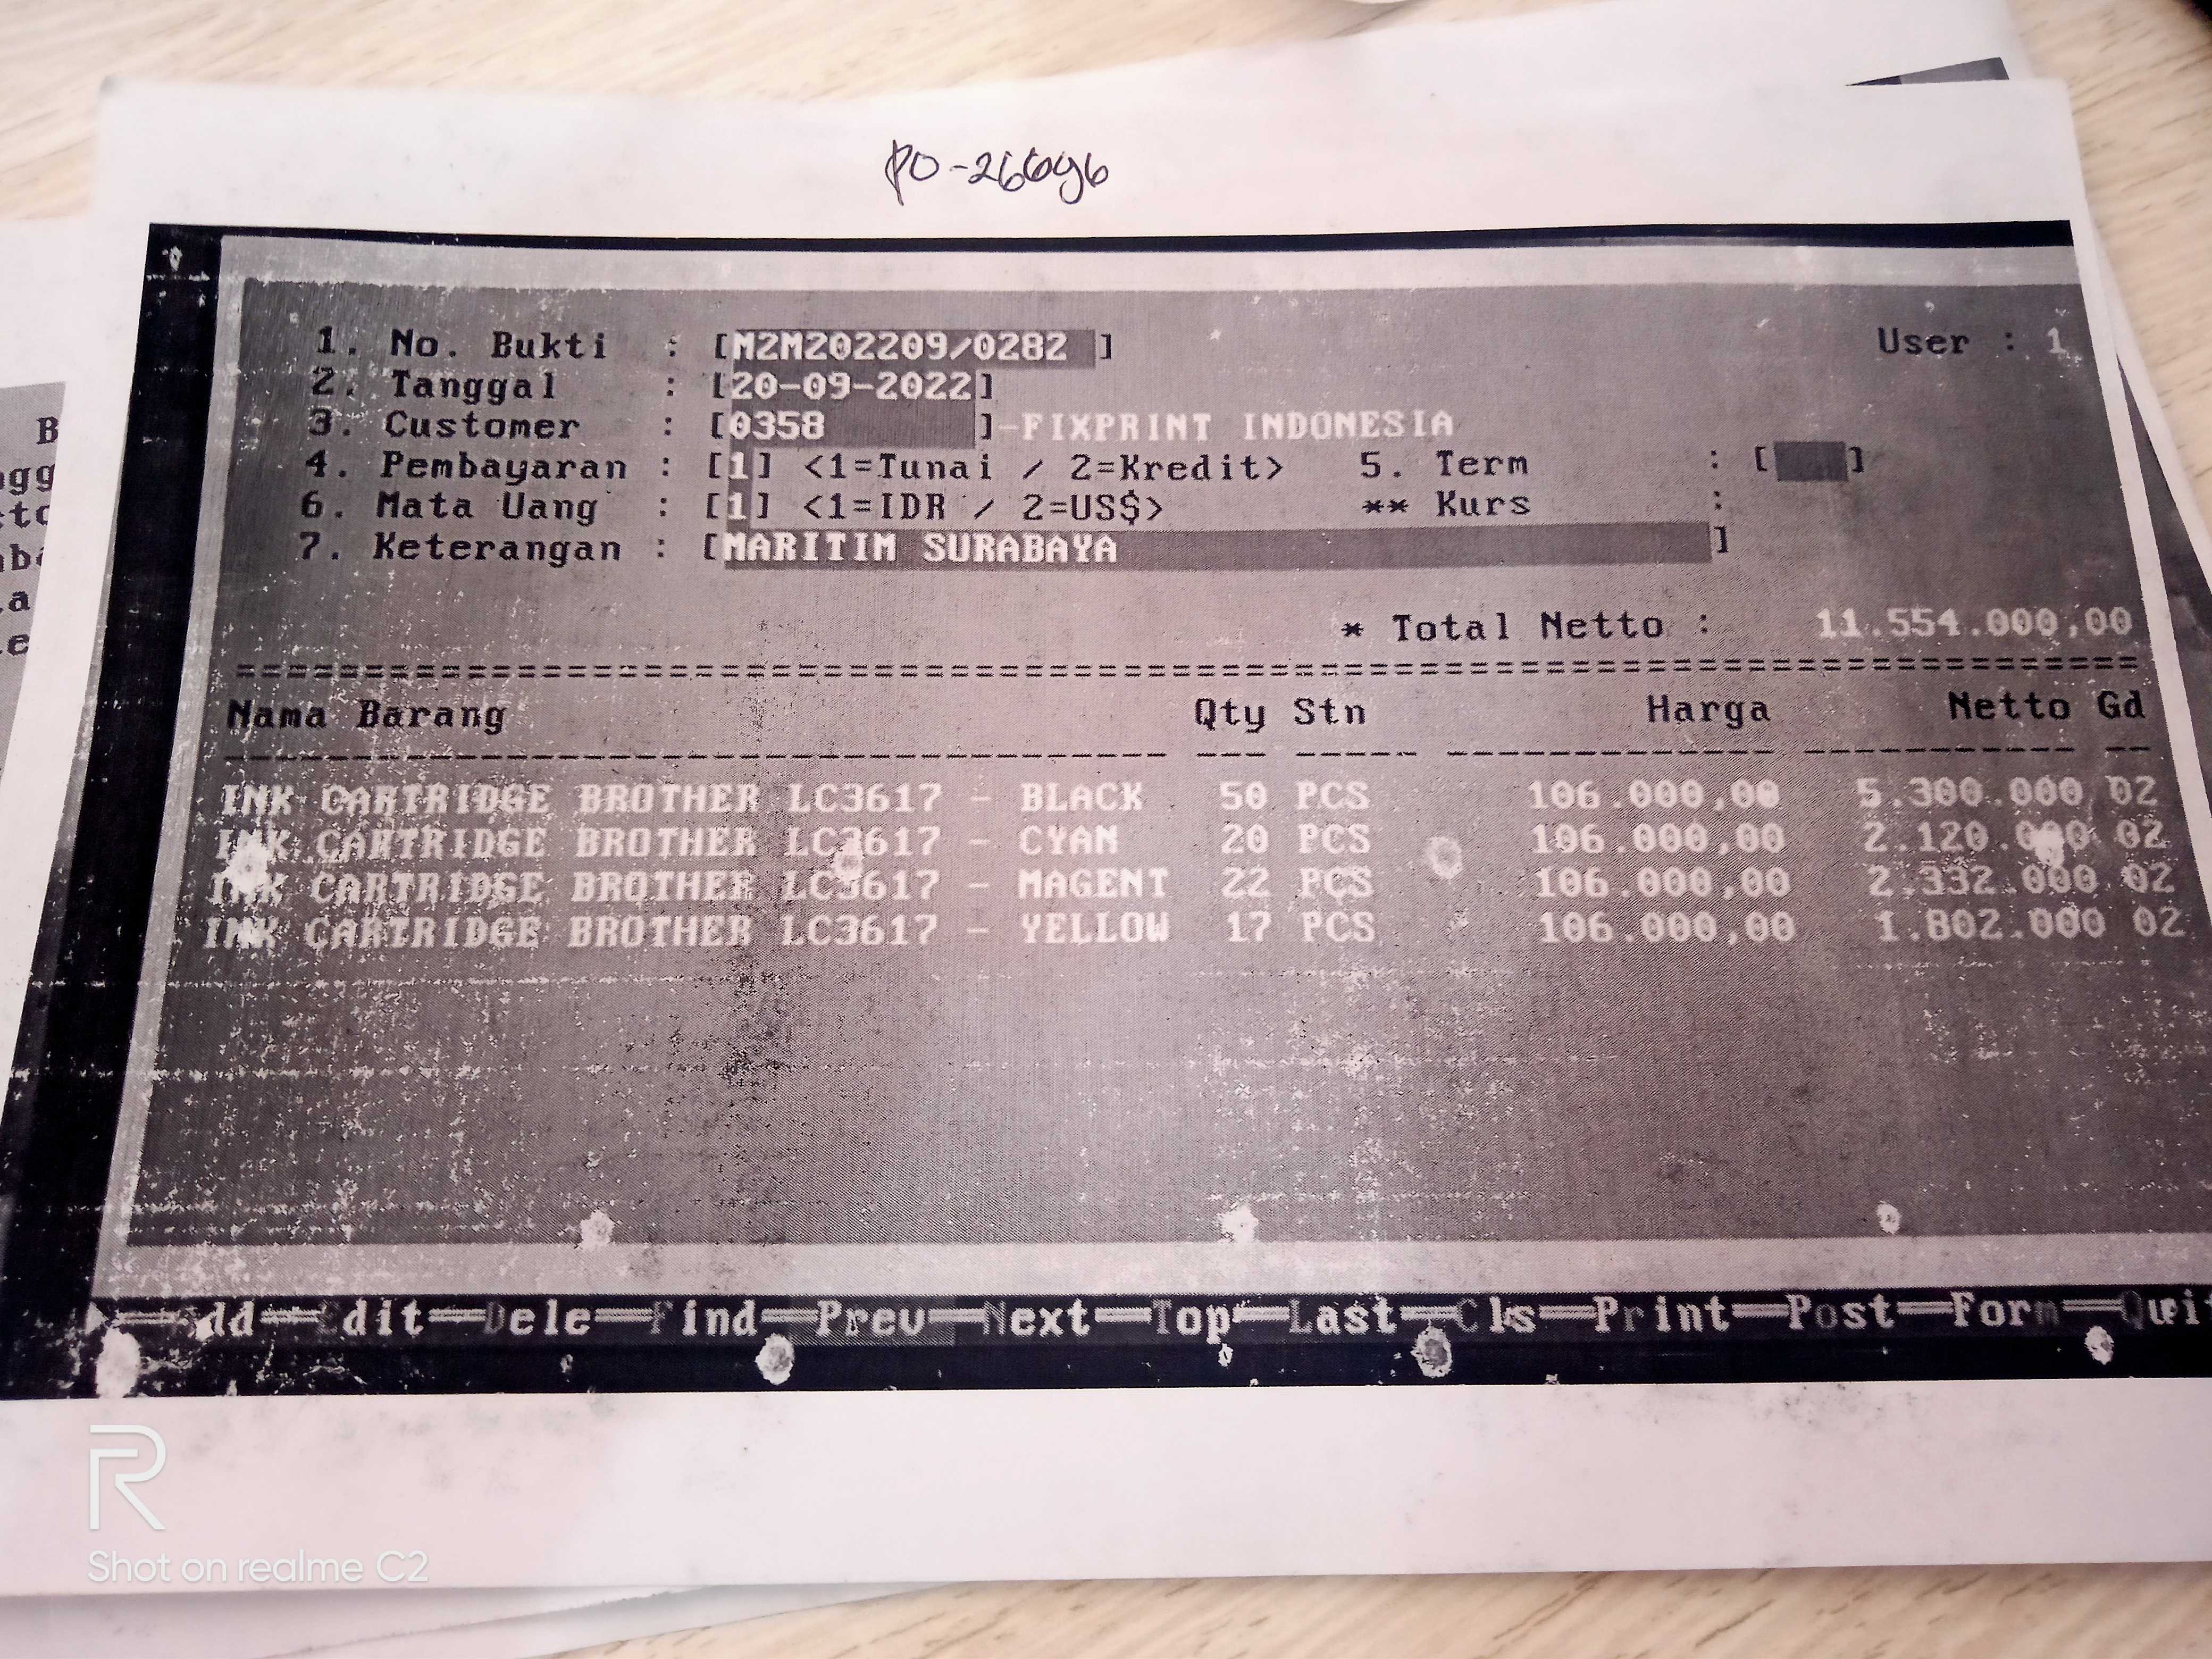 PO-26696
1. No. Bukti : [M2M202209/0282 ] User : 1
2. Tanggal : [20-09-2022]
3. Customer : [0358 ]-FIXPRINT INDONESIA
4. Pembayaran : [1] <1=Tunai / 2=Kredit> 5. Term : [ ]
6. Mata Uang : [1] <1=IDR / 2=US$> ** Kurs :
7. Keterangan : [MARITIM SURABAYA ]
* Total Netto : 11.554.000,00
Nama Barang Qty Stn Harga Netto Gd
INK CARTRIDGE BROTHER LC3617 - BLACK 50 PCS 106.000,00 5.300.000 02
INK CARTRIDGE BROTHER LC3617 - CYAN 20 PCS 106.000,00 2.120.000 02
INK CARTRIDGE BROTHER LC3617 - MAGENT 22 PCS 106.000,00 2.332.000 02
INK CARTRIDGE BROTHER LC3617 - YELLOW 17 PCS 106.000,00 1.802.000 02
dd══Edit══Dele══Find══Prev══Next══Top══Last══Cls══Print══Post══Form══Qui
R
Shot on realme C2